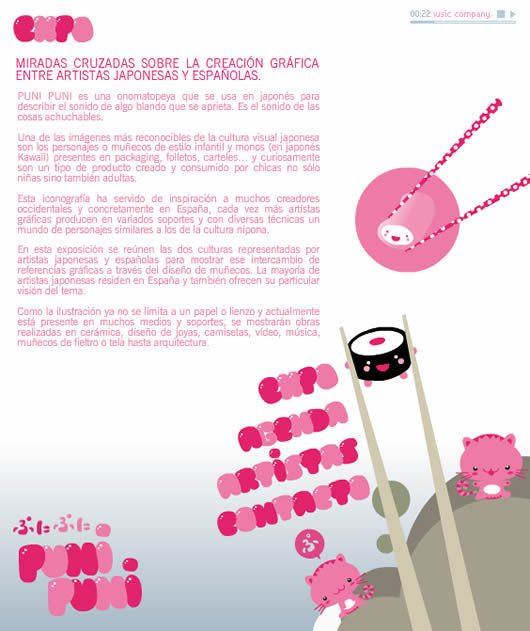 00:22 iusic company.
MIRADAS CRUZADAS SOBRE LA CREACIÓN GRÁFICA
ENTRE ARTISTAS JAPONESAS Y ESPAÑOLAS.
PUNI PUNI es una onomatopeya que se usa en japonés para
describir el sonido de algo blando que se aprieta. Es el sonido de las
cosas achuchables.
Una de las imágenes más reconocibles de la cultura visual japonesa
son los personajes o muñecos de estilo infantil y monos (en japonés
Kawaii) presentes en packaging, folletos, carteles... y curiosamente
son un tipo de producto creado y consumido por chicas no sólo
niñas sino también adultas.
Esta iconografía ha servido de inspiración a muchos creadores
occidentales y concretamente en España, cada vez más artistas
gráficas producen en variados soportes y con diversas técnicas un
mundo de personajes similares a los de la cultura nipona.
En esta exposición se reúnen las dos culturas representadas por
artistas japonesas y españolas para mostrar ese intercambio de
referencias gráficas a través del diseño de muñecos. La mayoría de
artistas japonesas residen en España y también ofrecen su particular
visión del tema.
Como la ilustración ya no se limita a un papel o lienzo y actualmente
está presente en muchos medios y soportes, se mostrarán obras
realizadas en cerámica, diseño de joyas, camisetas, vídeo, música,
muñecos de fieltro o tela hasta arquitectura.
ぷ
ぷにぷに
PUNI
PUNI